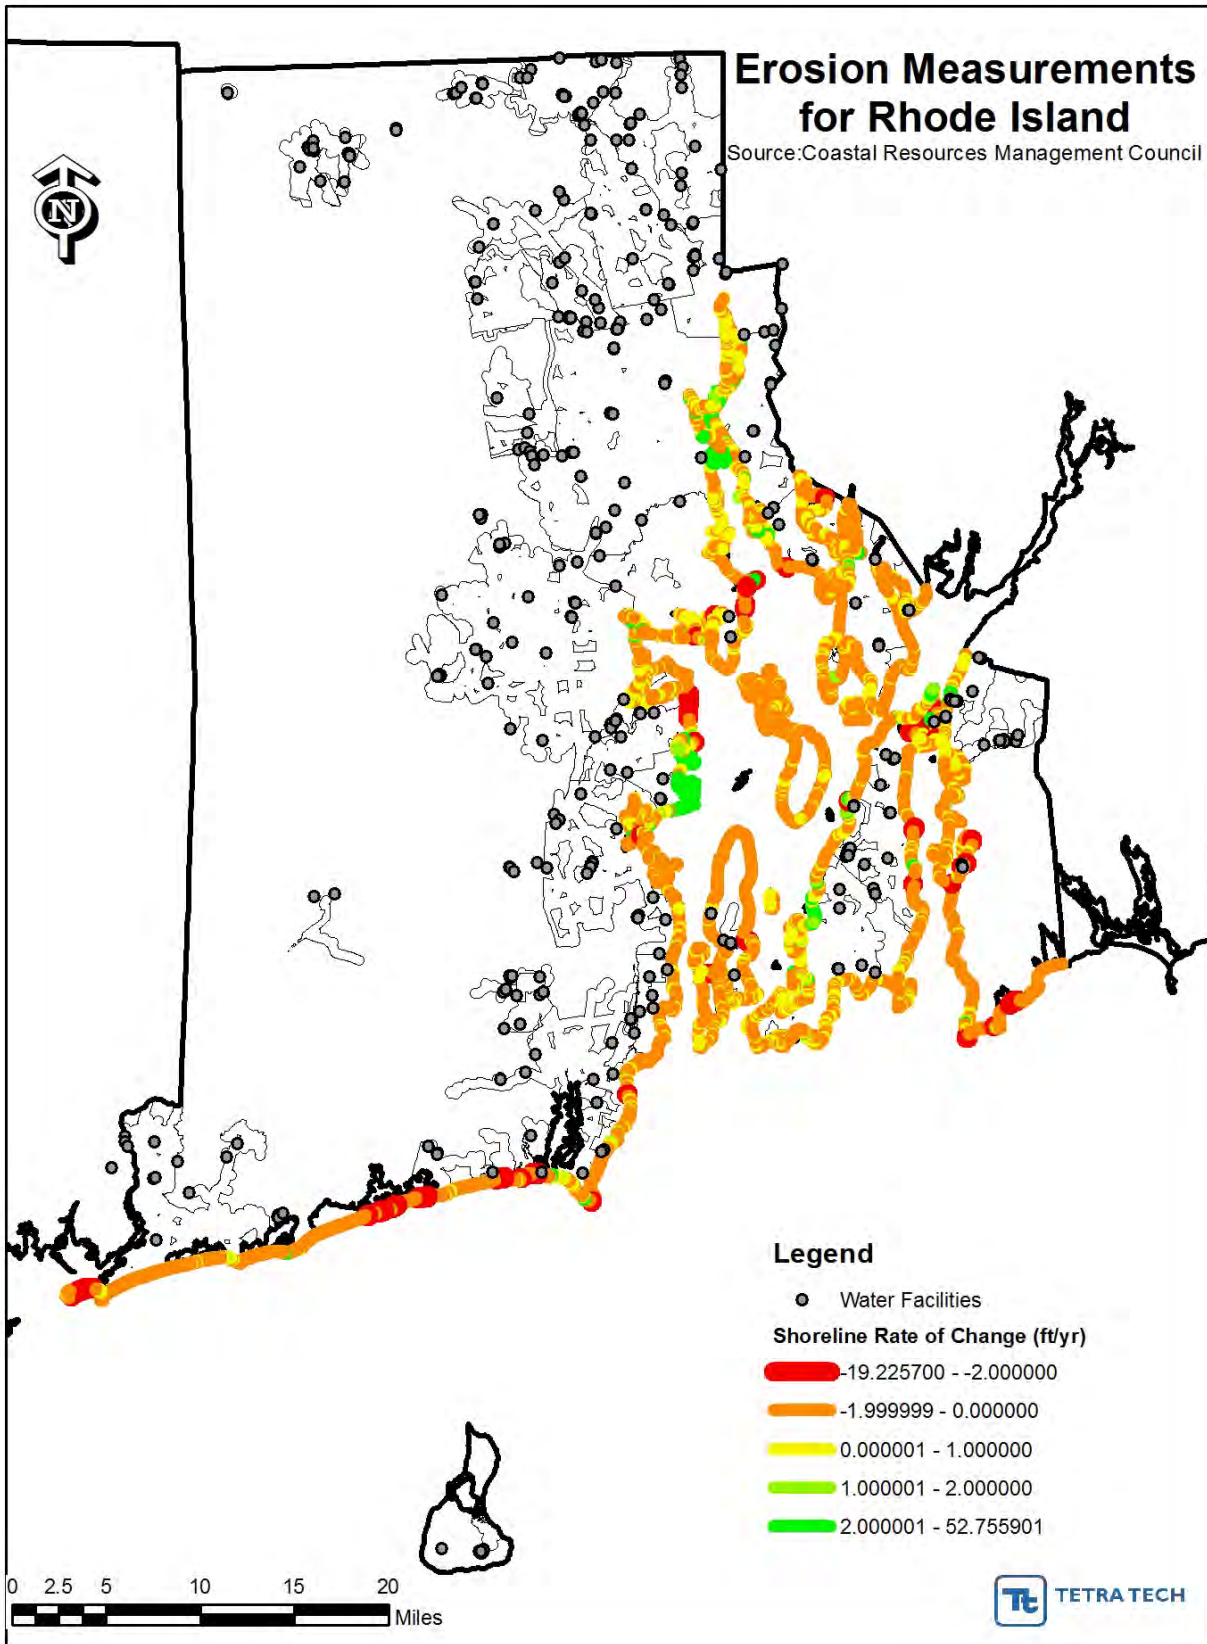 Erosion Measurements
for Rhode Island
Source:Coastal Resources Management Council
N
Legend
Water Facilities
Shoreline Rate of Change (ft/yr)
-19.225700 - -2.000000
-1.999999 - 0.000000
0.000001 - 1.000000
1.000001 - 2.000000
2.000001 - 52.755901
0 2.5 5 10 15 20
Miles
Tt TETRA TECH